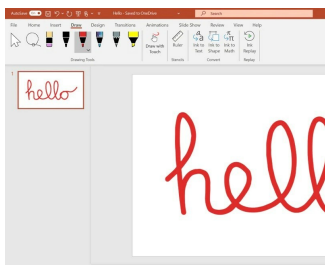 AutoSave On Hello - Saved to OneDrive Search
File Home Insert Draw Design Transitions Animations Slide Show Review View Help
Draw with Touch
Ruler
Ink to Text
Ink to Shape
Ink to Math
Ink Replay
Drawing Tools Stencils Convert Replay
1
hello
hell